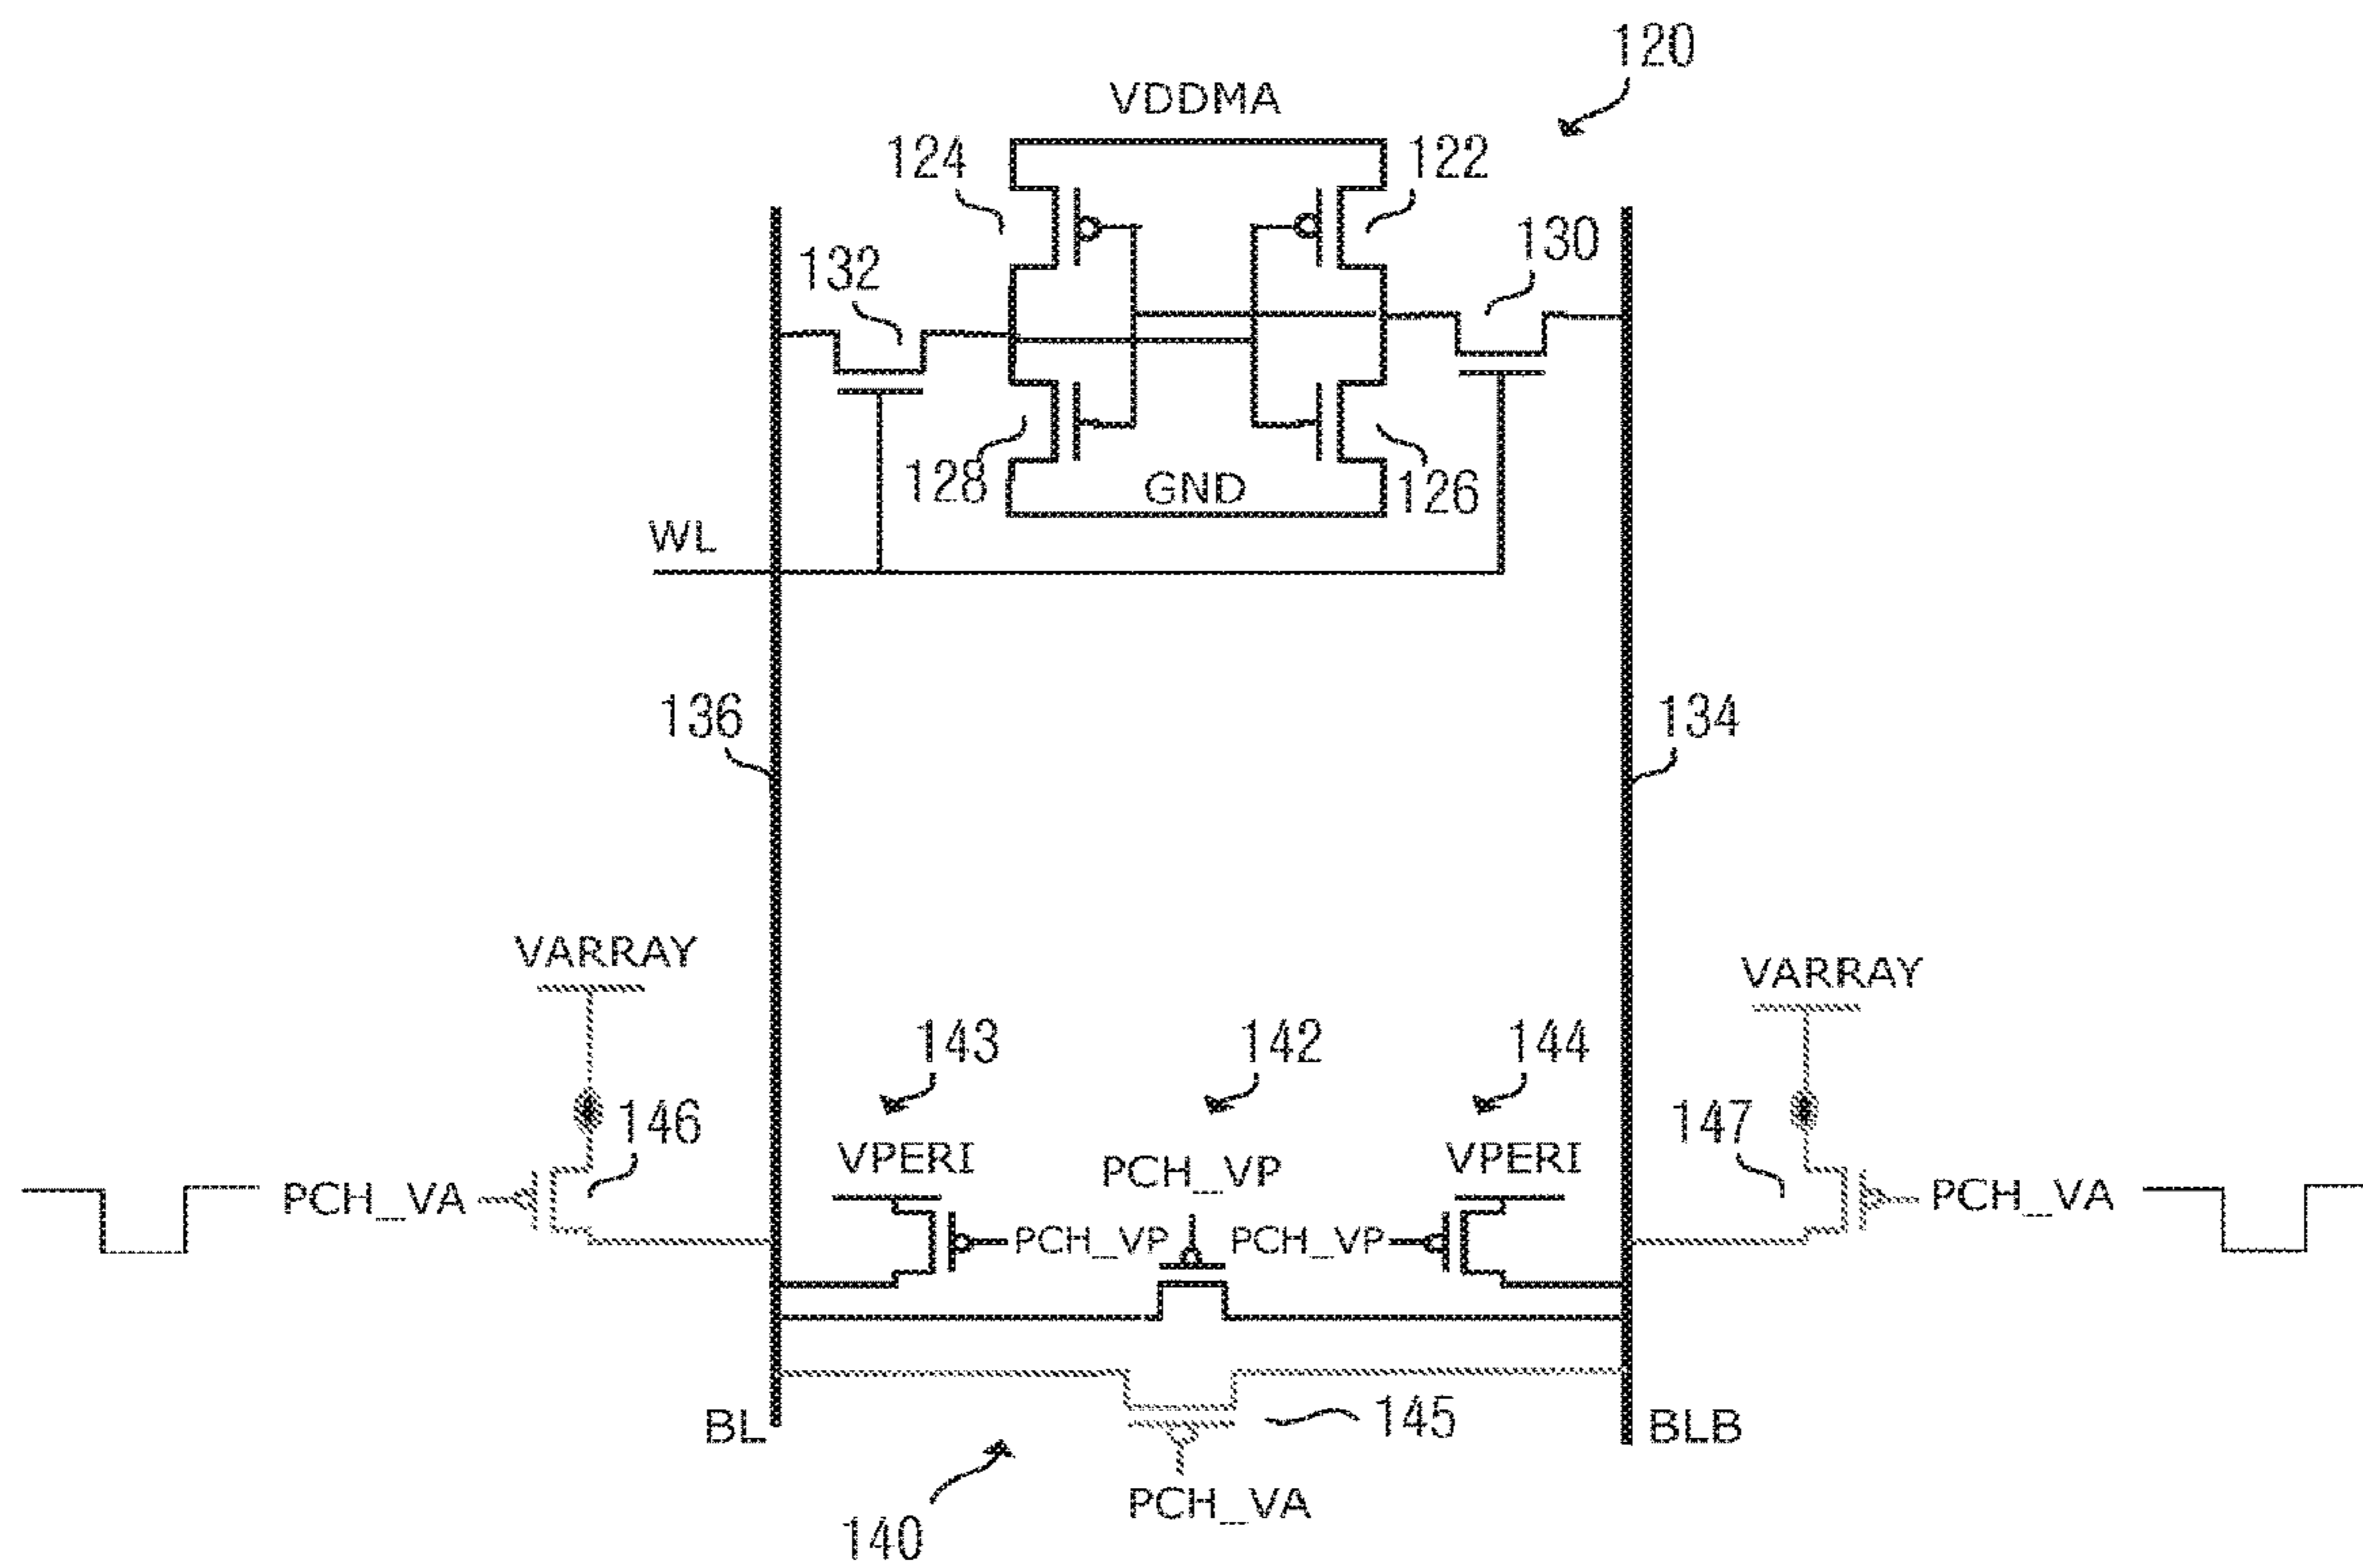 120
VDDMA
124
122
132
130
128
GND
126
WL
136
134
VARRAY
VARRAY
143
142
144
146
147
VPERI
PCH_VP
VPERI
PCH_VA
PCH_VP
PCH_VP
PCH_VA
BL
145
BLB
PCH_VA
140